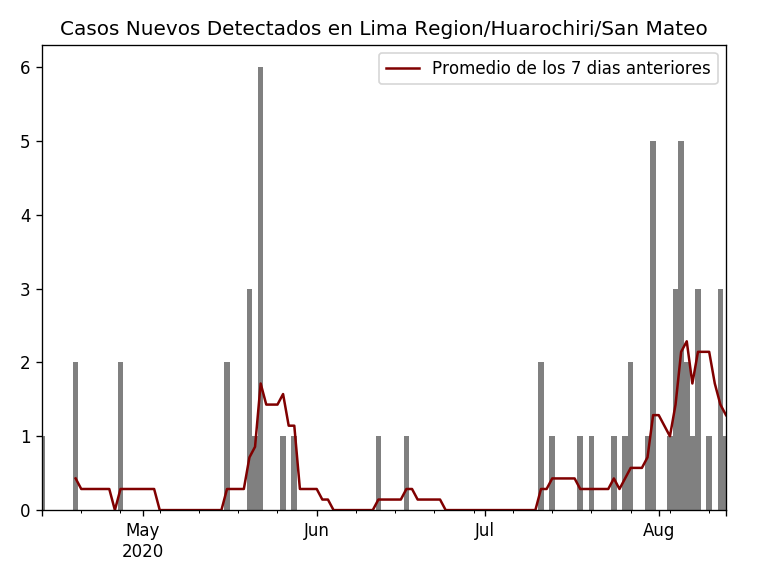 Casos Nuevos Detectados en Lima Region/Huarochiri/San Mateo
Promedio de los 7 dias anteriores
6
5
4
3
2
1
0
May Jun Jul Aug
2020